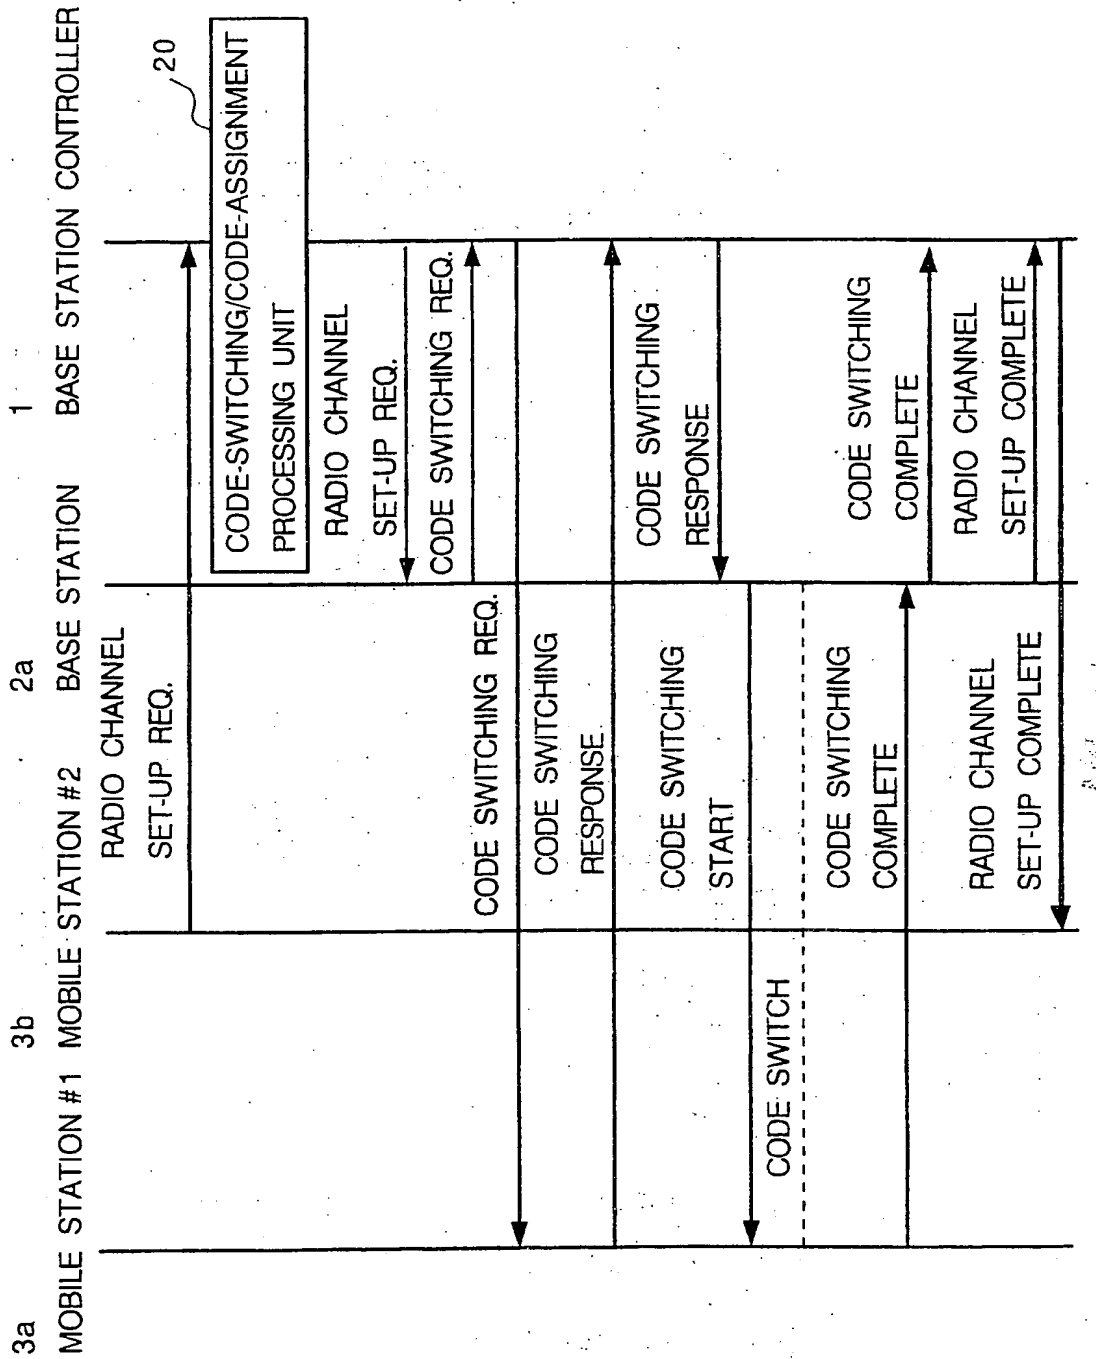 3a
3b
2a
1
MOBILE STATION #1
MOBILE STATION #2
BASE STATION
BASE STATION CONTROLLER
RADIO CHANNEL
SET-UP REQ.
20
CODE-SWITCHING/CODE-ASSIGNMENT
PROCESSING UNIT
RADIO CHANNEL
SET-UP REQ.
CODE SWITCHING REQ.
CODE SWITCHING REQ.
CODE SWITCHING
RESPONSE
CODE SWITCHING
RESPONSE
CODE SWITCHING
START
CODE SWITCH
CODE SWITCHING
COMPLETE
CODE SWITCHING
COMPLETE
RADIO CHANNEL
SET-UP COMPLETE
RADIO CHANNEL
SET-UP COMPLETE